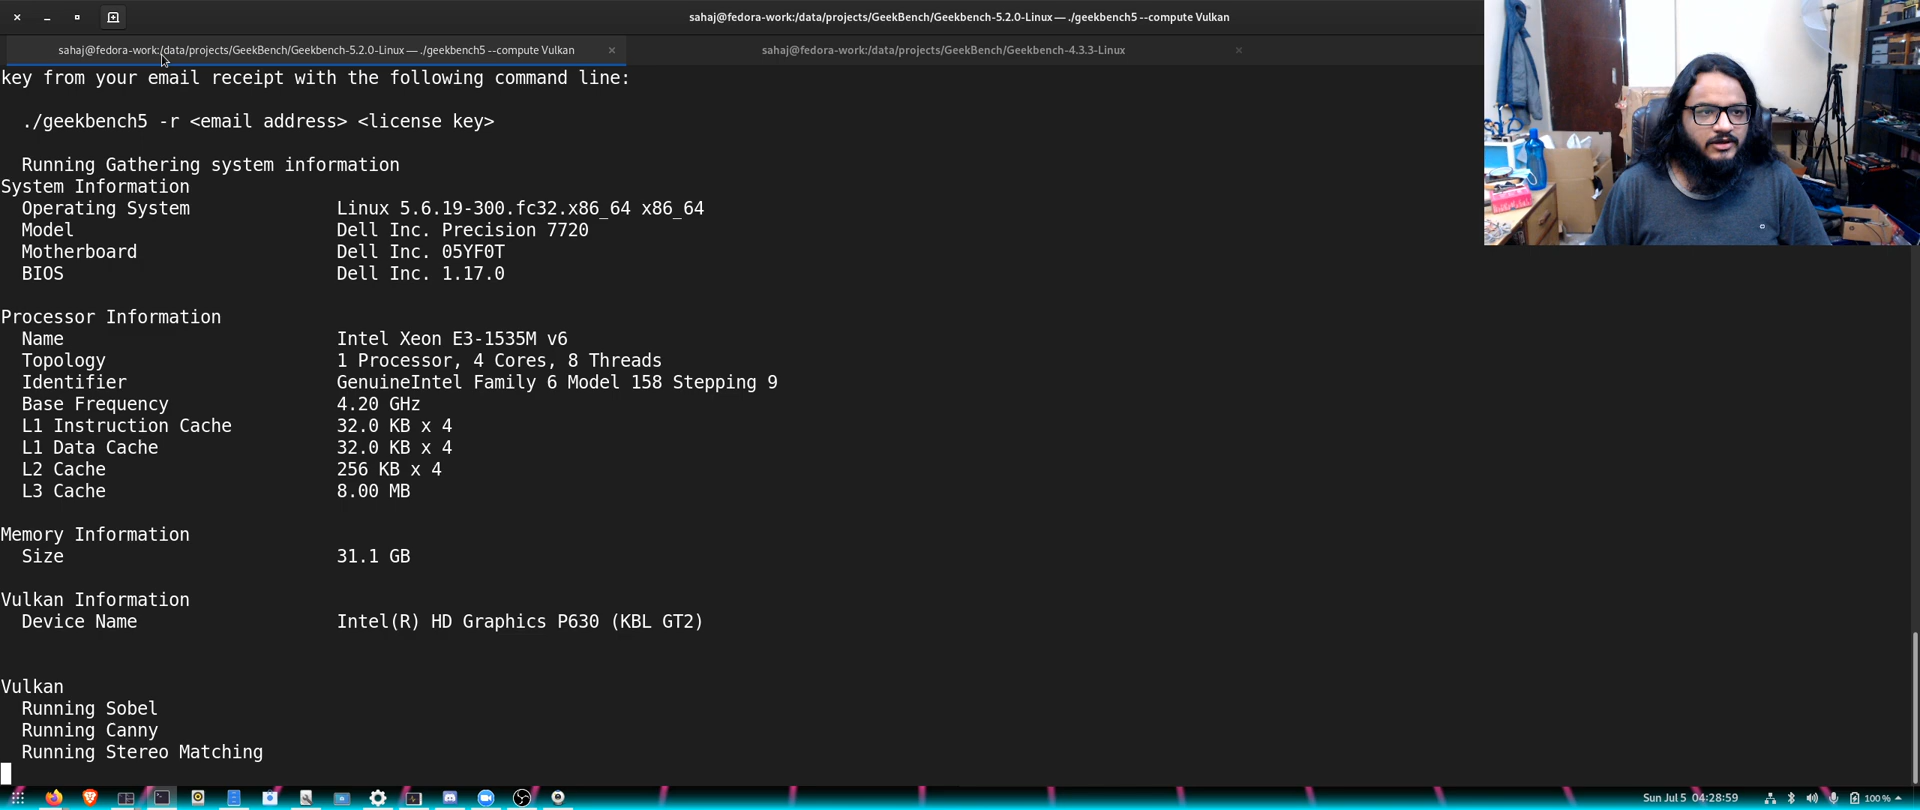 sahaj@fedora-work:/data/projects/GeekBench/Geekbench-5.2.0-Linux — ./geekbench5 --compute Vulkan
sahaj@fedora-work:/data/projects/GeekBench/Geekbench-5.2.0-Linux — ./geekbench5 --compute Vulkan
sahaj@fedora-work:/data/projects/GeekBench/Geekbench-4.3.3-Linux
key from your email receipt with the following command line:
./geekbench5 -r <email address> <license key>
Running Gathering system information
System Information
Operating System Linux 5.6.19-300.fc32.x86_64 x86_64
Model Dell Inc. Precision 7720
Motherboard Dell Inc. 05YF0T
BIOS Dell Inc. 1.17.0
Processor Information
Name Intel Xeon E3-1535M v6
Topology 1 Processor, 4 Cores, 8 Threads
Identifier GenuineIntel Family 6 Model 158 Stepping 9
Base Frequency 4.20 GHz
L1 Instruction Cache 32.0 KB x 4
L1 Data Cache 32.0 KB x 4
L2 Cache 256 KB x 4
L3 Cache 8.00 MB
Memory Information
Size 31.1 GB
Vulkan Information
Device Name Intel(R) HD Graphics P630 (KBL GT2)
Vulkan
Running Sobel
Running Canny
Running Stereo Matching
Sun Jul 5 04:28:59
100 %